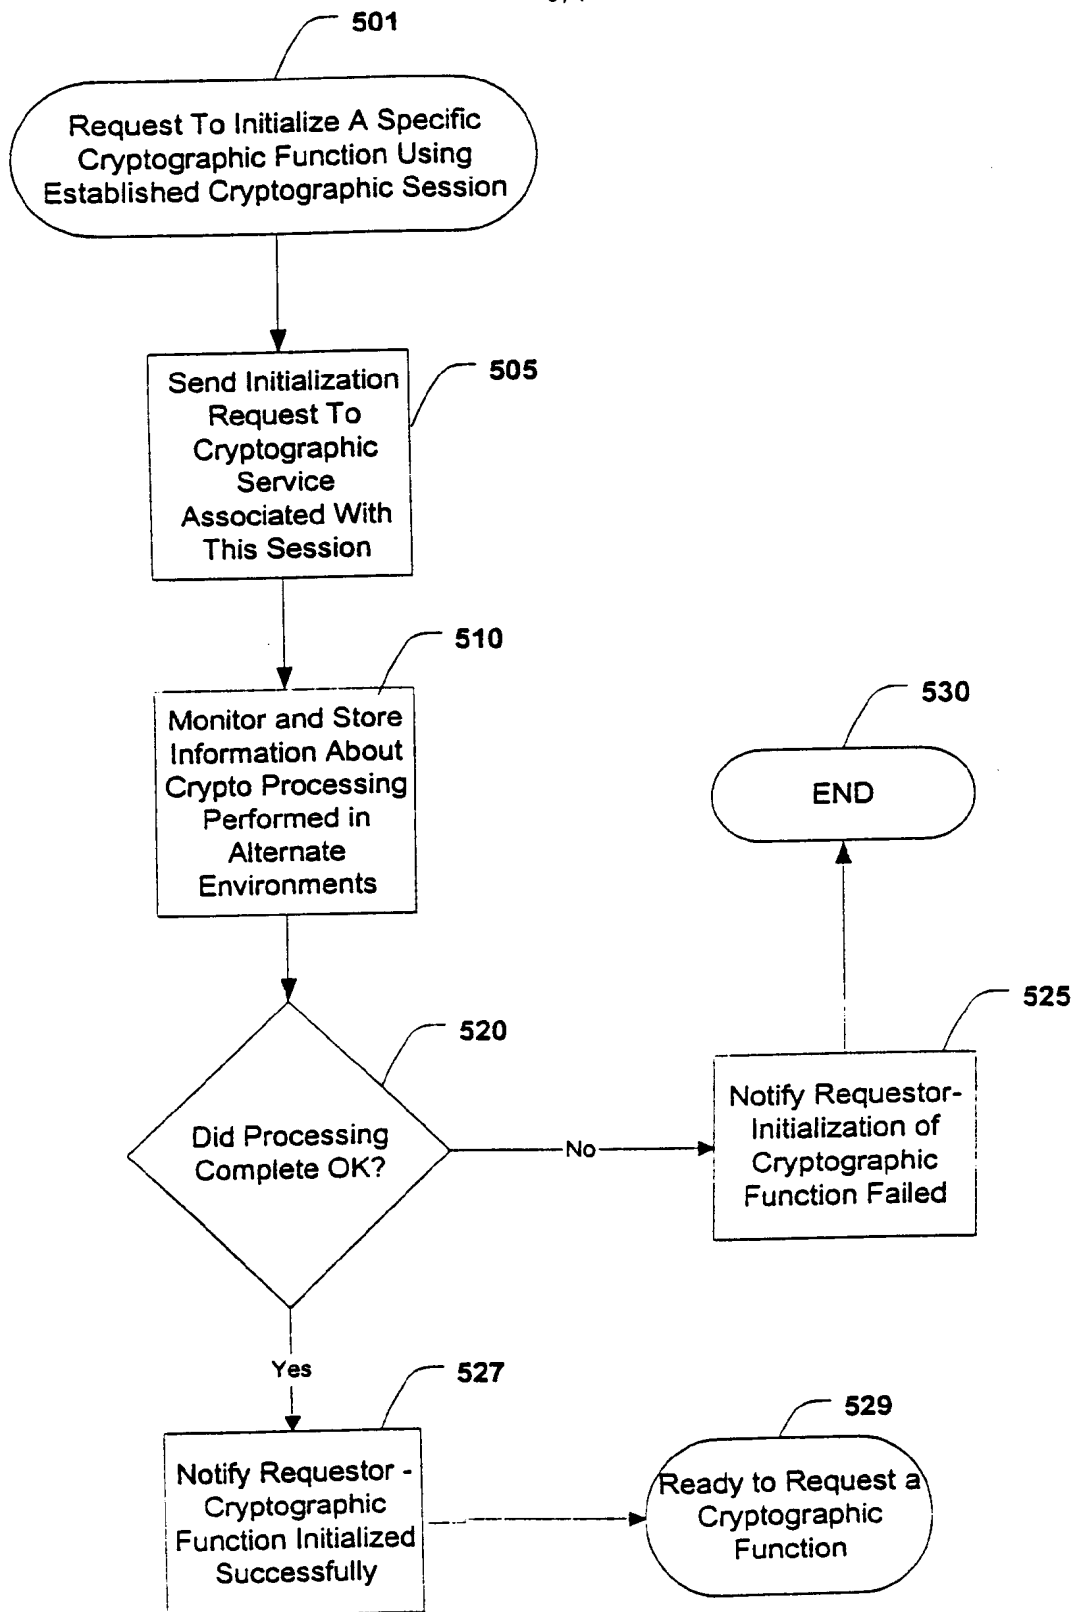 501
Request To Initialize A Specific
Cryptographic Function Using
Established Cryptographic Session
505
Send Initialization
Request To
Cryptographic
Service
Associated With
This Session
510
Monitor and Store
Information About
Crypto Processing
Performed in
Alternate
Environments
530
END
520
Did Processing
Complete OK?
No
525
Notify Requestor-
Initialization of
Cryptographic
Function Failed
Yes
527
Notify Requestor -
Cryptographic
Function Initialized
Successfully
529
Ready to Request a
Cryptographic
Function